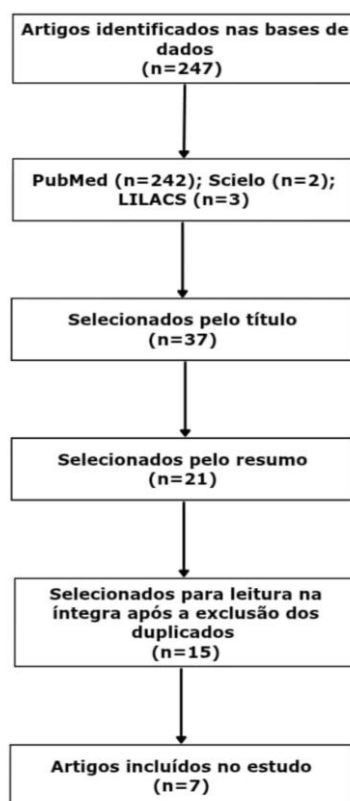 Artigos identificados nas bases de
dados
(n=247)
PubMed (n=242); Scielo (n=2);
LILACS (n=3)
Selecionados pelo título
(n=37)
Selecionados pelo resumo
(n=21)
Selecionados para leitura na
íntegra após a exclusão dos
duplicados
(n=15)
Artigos incluídos no estudo
(n=7)